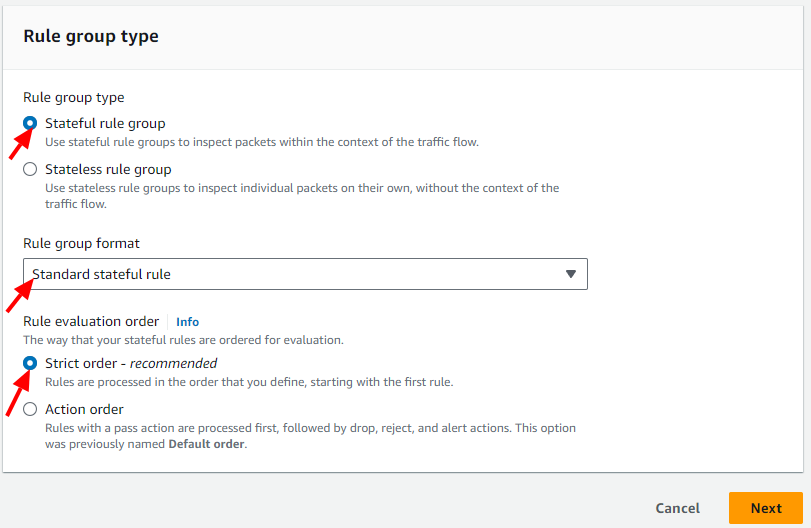 Rule group type
Rule group type
Stateful rule group
Use stateful rule groups to inspect packets within the context of the traffic flow.
Stateless rule group
Use stateless rule groups to inspect individual packets on their own, without the context of the
traffic flow.
Rule group format
Standard stateful rule
Rule evaluation order Info
The way that your stateful rules are ordered for evaluation.
Strict order - recommended
Rules are processed in the order that you define, starting with the first rule.
Action order
Rules with a pass action are processed first, followed by drop, reject, and alert actions. This option
was previously named Default order.
Cancel Next